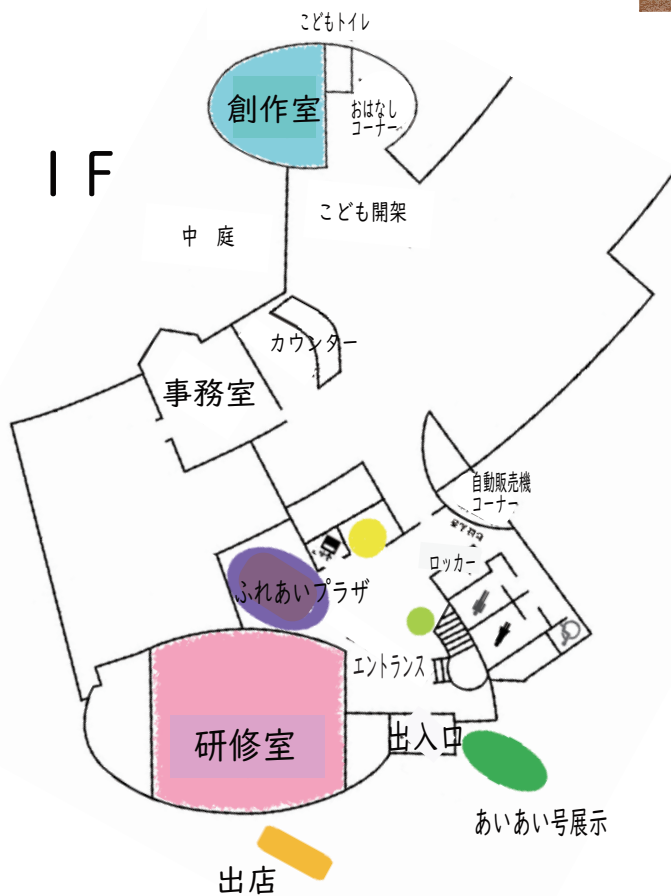 こどもトイレ
創作室
おはなし
コーナー
1F
こども開架
中 庭
カウンター
事務室
自動販売機
コーナー
ロッカー
ふれあいプラザ
エントランス
研修室
出入口
あいあい号展示
出店